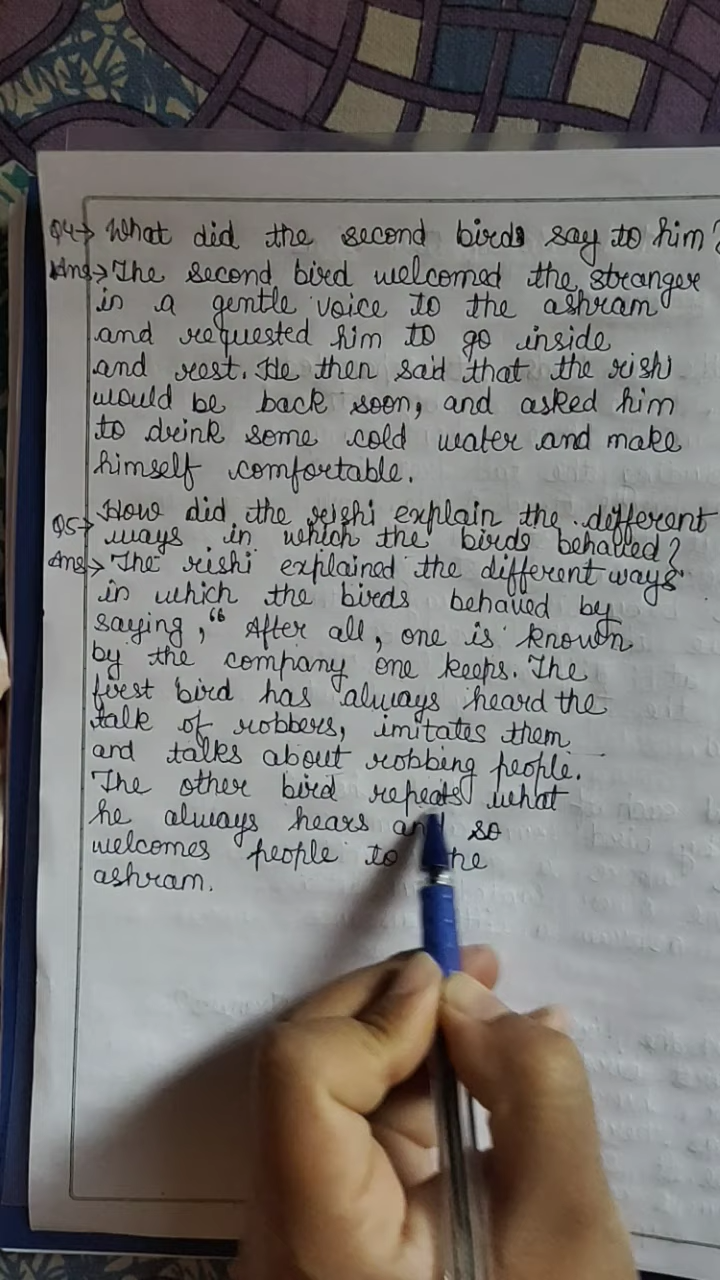 Q4→ What did the second birds say to him?
Ans→ The second bird welcomed the stranger
in a gentle voice to the ashram
and requested him to go inside
and rest. He then said that the rishi
would be back soon, and asked him
to drink some cold water and make
himself comfortable.
Q5→ How did the rishi explain the different
ways in which the birds behaved?
Ans→ The rishi explained the different ways
in which the birds behaved by
saying, “ After all, one is known
by the company one keeps. The
first bird has always heard the
talk of robbers, imitates them
and talks about robbing people.
The other bird repeats what
he always hears and so
welcomes people to the
ashram.